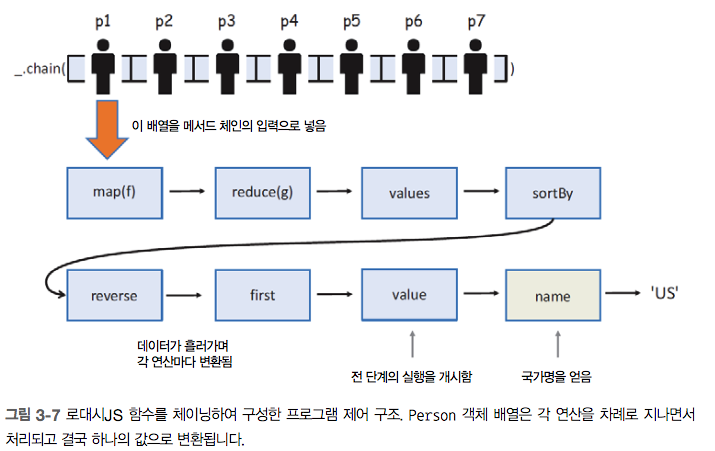 p1 p2 p3 p4 p5 p6 p7
_.chain( )
이 배열을 메서드 체인의 입력으로 넣음
map(f) reduce(g) values sortBy
reverse first value name 'US'
데이터가 흘러가며
각 연산마다 변환됨
전 단계의 실행을 개시함
국가명을 얻음
그림 3-7 로대시JS 함수를 체이닝하여 구성한 프로그램 제어 구조. Person 객체 배열은 각 연산을 차례로 지나면서
처리되고 결국 하나의 값으로 변환됩니다.